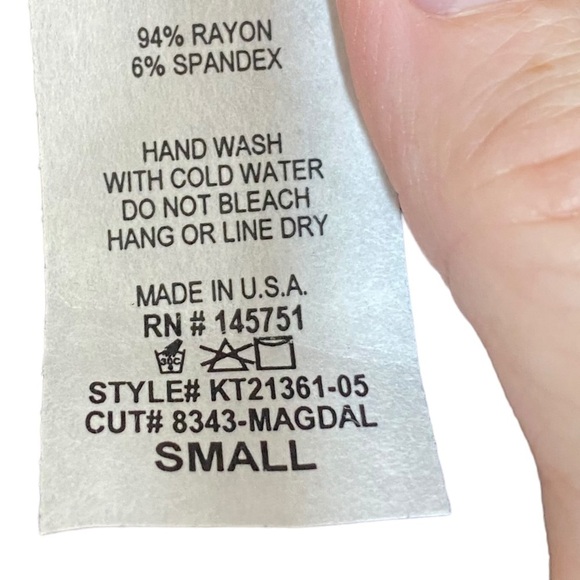 94% RAYON
6% SPANDEX
HAND WASH
WITH COLD WATER
DO NOT BLEACH
HANG OR LINE DRY
MADE IN U.S.A.
RN # 145751
30C
STYLE# KT21361-05
CUT# 8343-MAGDAL
SMALL